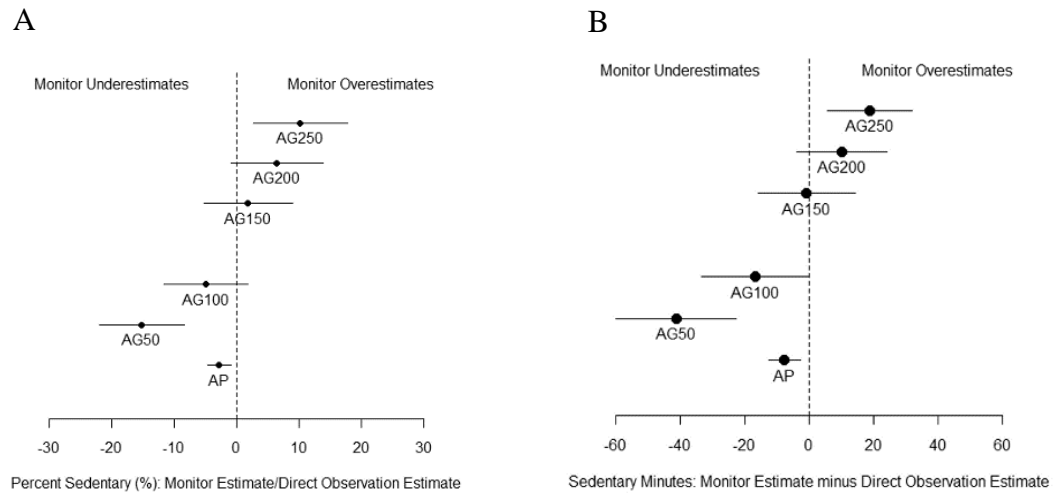 A
Monitor Underestimates
Monitor Overestimates
AG250
AG200
AG150
AG100
AG50
AP
-30 -20 -10 0 10 20 30
Percent Sedentary (%): Monitor Estimate/Direct Observation Estimate
B
Monitor Underestimates
Monitor Overestimates
AG250
AG200
AG150
AG100
AG50
AP
-60 -40 -20 0 20 40 60
Sedentary Minutes: Monitor Estimate minus Direct Observation Estimate